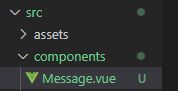 src
assets
components
Message.vue U